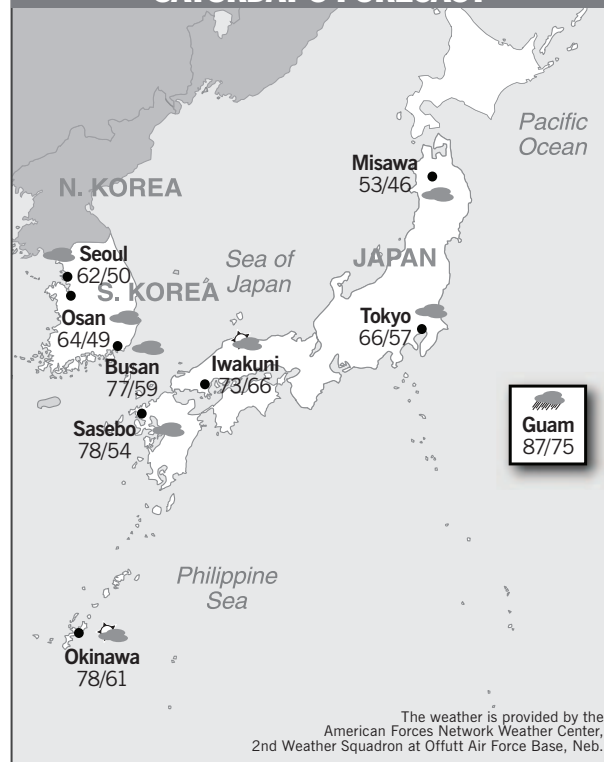 Pacific
Ocean
Misawa
53/46
N. KOREA
Seoul
62/50
Sea of
Japan
JAPAN
S. KOREA
Osan
64/49
Tokyo
66/57
Busan
77/59
Iwakuni
73/66
Sasebo
78/54
Guam
87/75
Philippine
Sea
Okinawa
78/61
The weather is provided by the
American Forces Network Weather Center,
2nd Weather Squadron at Offutt Air Force Base, Neb.